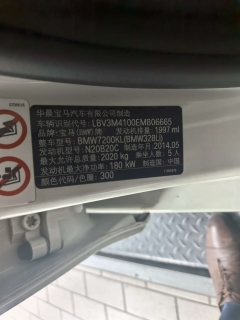 华晨宝马汽车有限公司制造
车辆识别代号: LBV3M4100EMB06665
品牌: 宝马(BMW)牌 发动机排量: 1997 ml
整车型号: BMW7200KL(BMW328Li)
发动机型号: N20B20C 制造年月: 2014.05
最大允许总质量: 2020 kg 乘坐人数: 5 人
发动机最大净功率: 180 kW 制造国: 中国
颜色代码/色圈: 300